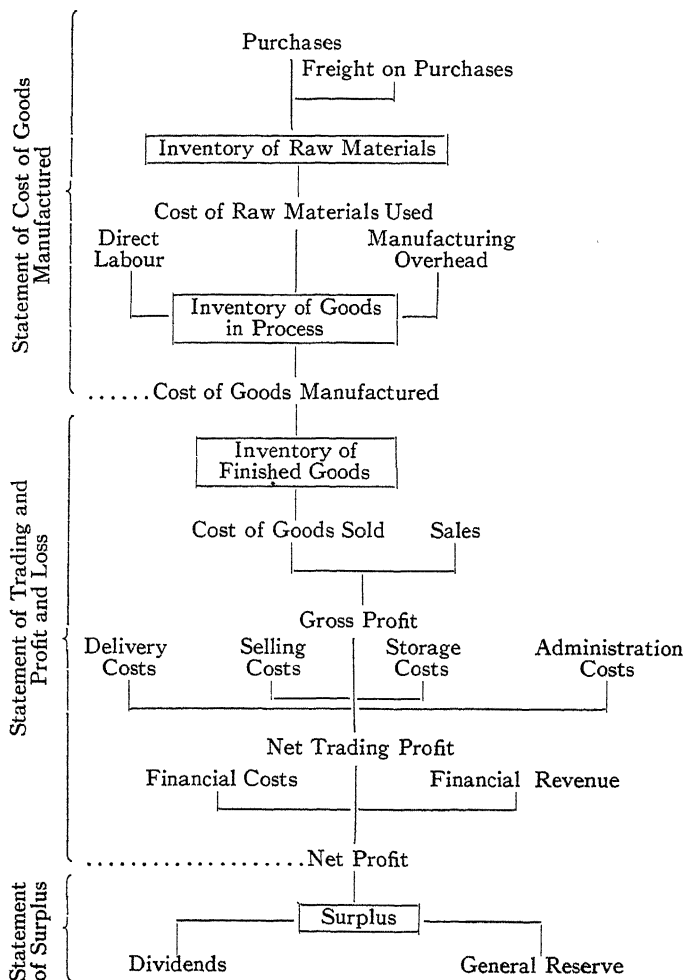 Statement of Cost of Goods
Manufactured
Purchases
Freight on Purchases
Inventory of Raw Materials
Cost of Raw Materials Used
Direct
Labour
Manufacturing
Overhead
Inventory of Goods
in Process
......Cost of Goods Manufactured
Statement of Trading and
Profit and Loss
Inventory of
Finished Goods
Cost of Goods Sold
Sales
Gross Profit
Delivery
Costs
Selling
Costs
Storage
Costs
Administration
Costs
Net Trading Profit
Financial Costs
Financial Revenue
.....................Net Profit
Statement
of Surplus
Surplus
Dividends
General Reserve